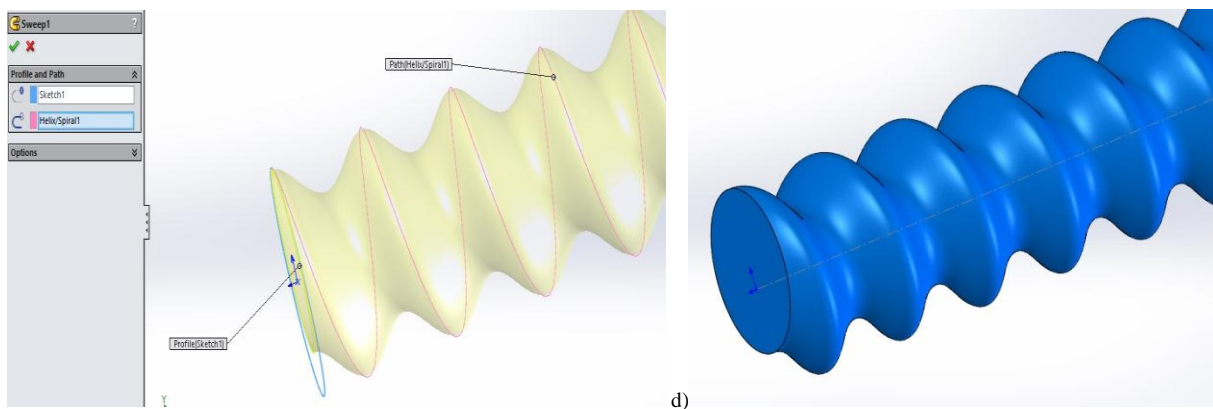 Sweep1 ?
Profile and Path
Sketch1
Helix/Spiral1
Options
Path(Helix/Spiral1)
Profile(Sketch1)
Y
d)